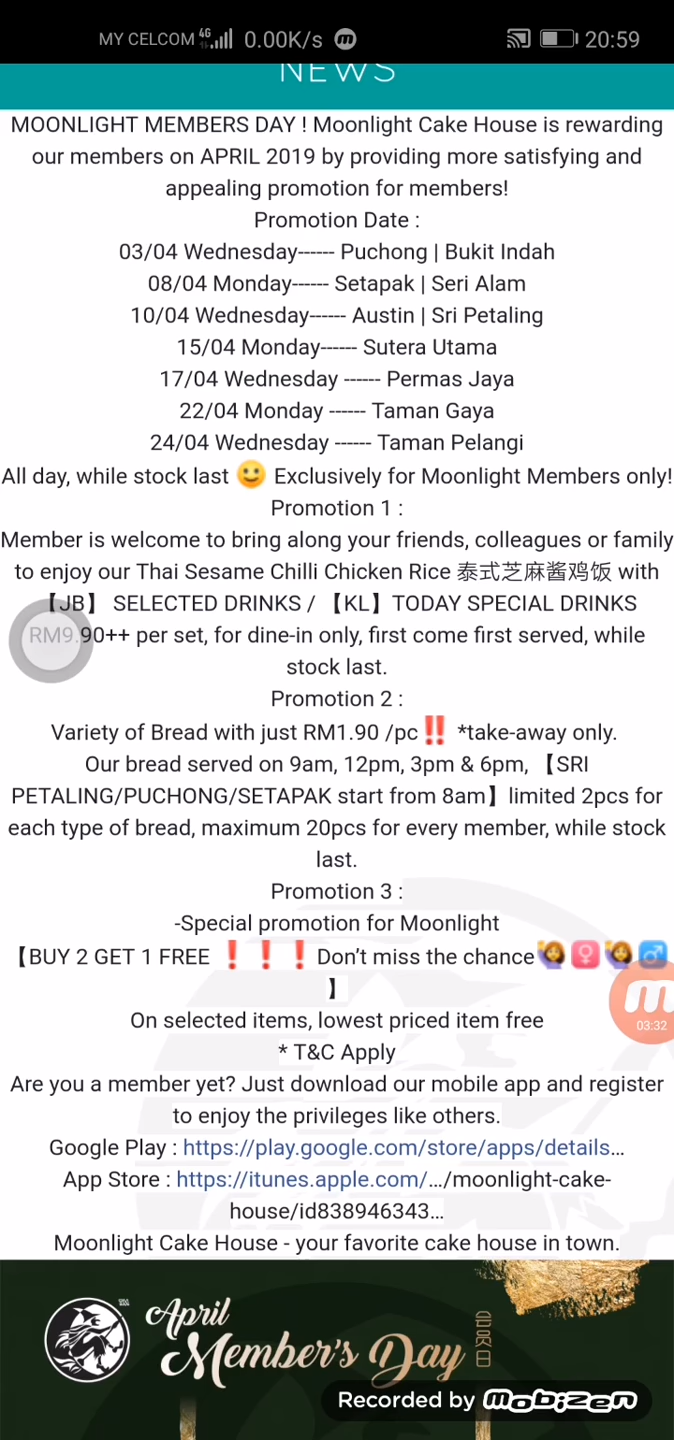 MY CELCOM 4G 0.00K/s 20:59
NEWS
MOONLIGHT MEMBERS DAY ! Moonlight Cake House is rewarding
our members on APRIL 2019 by providing more satisfying and
appealing promotion for members!
Promotion Date :
03/04 Wednesday------ Puchong | Bukit Indah
08/04 Monday------ Setapak | Seri Alam
10/04 Wednesday------ Austin | Sri Petaling
15/04 Monday------ Sutera Utama
17/04 Wednesday ------ Permas Jaya
22/04 Monday ------ Taman Gaya
24/04 Wednesday ------ Taman Pelangi
All day, while stock last 🙂 Exclusively for Moonlight Members only!
Promotion 1 :
Member is welcome to bring along your friends, colleagues or family
to enjoy our Thai Sesame Chilli Chicken Rice 泰式芝麻酱鸡饭 with
【JB】 SELECTED DRINKS / 【KL】TODAY SPECIAL DRINKS
RM9.90++ per set, for dine-in only, first come first served, while
stock last.
Promotion 2 :
Variety of Bread with just RM1.90 /pc‼️ *take-away only.
Our bread served on 9am, 12pm, 3pm & 6pm, 【SRI
PETALING/PUCHONG/SETAPAK start from 8am】limited 2pcs for
each type of bread, maximum 20pcs for every member, while stock
last.
Promotion 3 :
-Special promotion for Moonlight
【BUY 2 GET 1 FREE ❗❗❗Don't miss the chance🙋♀️🙋♂️
】
On selected items, lowest priced item free
* T&C Apply
Are you a member yet? Just download our mobile app and register
to enjoy the privileges like others.
Google Play : https://play.google.com/store/apps/details…
App Store : https://itunes.apple.com/…/moonlight-cake-
house/id838946343…
Moonlight Cake House - your favorite cake house in town.
03:32
April
Member's Day
会员日
Recorded by mobizen